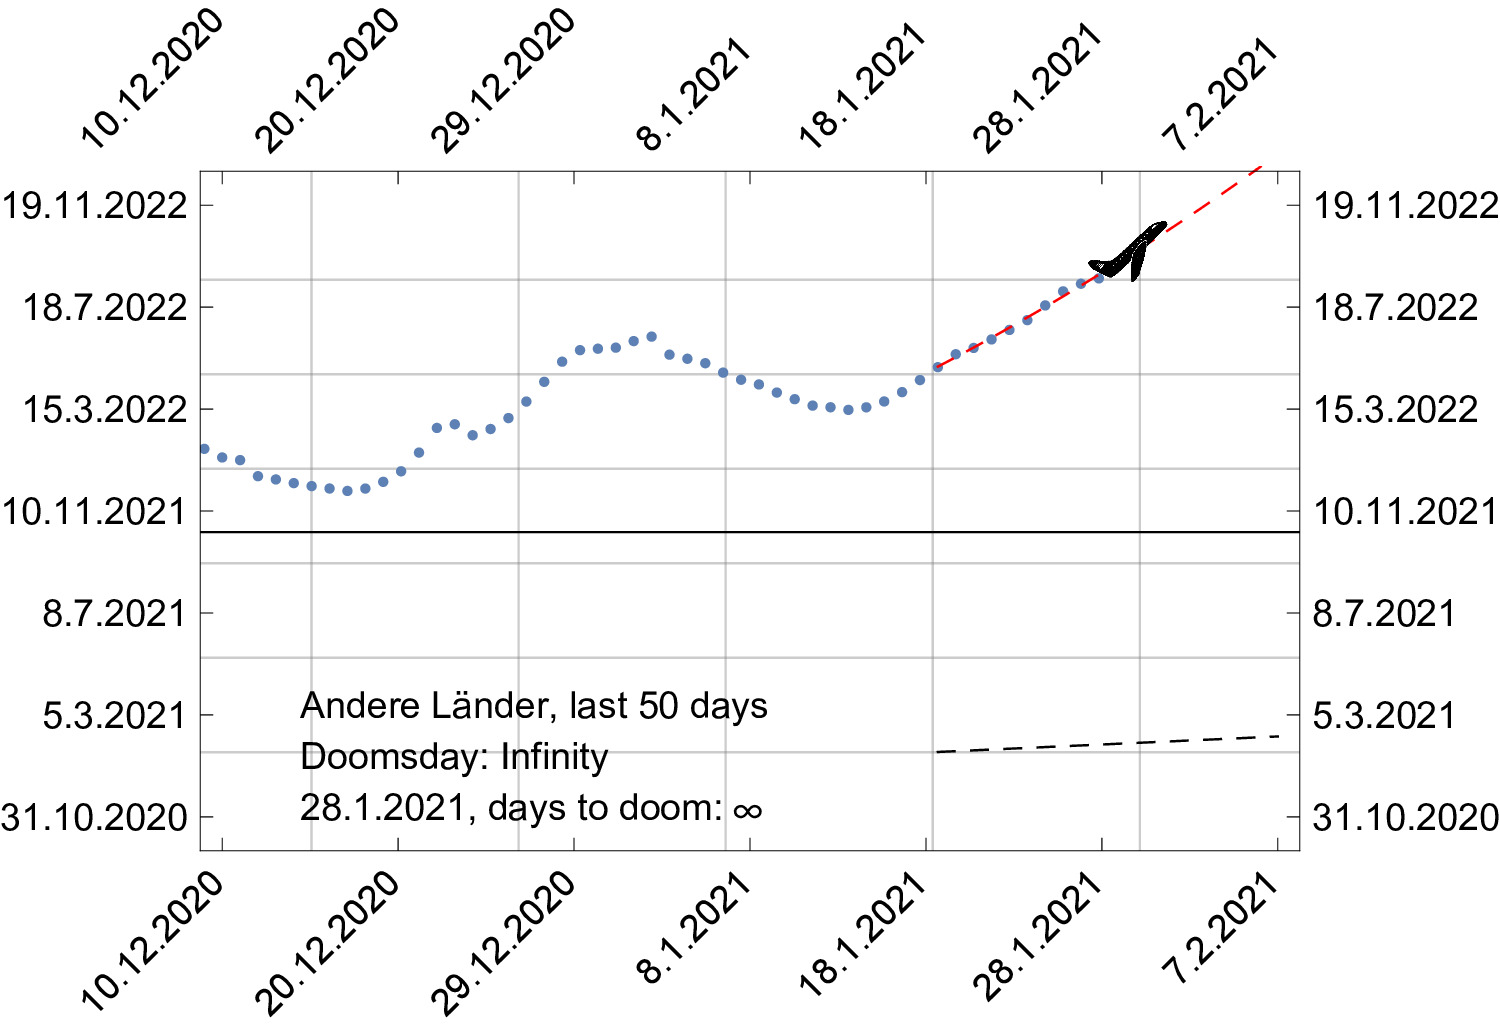 10.12.2020 20.12.2020 29.12.2020 8.1.2021 18.1.2021 28.1.2021 7.2.2021
19.11.2022 19.11.2022
18.7.2022 18.7.2022
15.3.2022 15.3.2022
10.11.2021 10.11.2021
8.7.2021 8.7.2021
5.3.2021 5.3.2021
Andere Länder, last 50 days
Doomsday: Infinity
28.1.2021, days to doom: ∞
31.10.2020 31.10.2020
10.12.2020 20.12.2020 29.12.2020 8.1.2021 18.1.2021 28.1.2021 7.2.2021